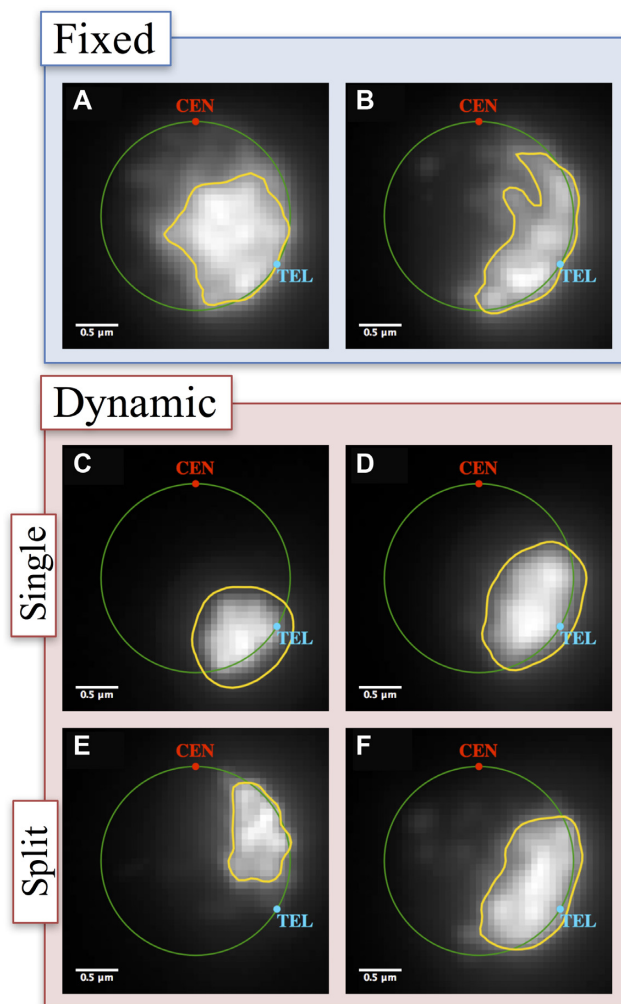 Fixed
A
CEN
TEL
0.5 μm
B
CEN
TEL
0.5 μm
Dynamic
Single
C
CEN
TEL
0.5 μm
D
CEN
TEL
0.5 μm
Split
E
CEN
TEL
0.5 μm
F
CEN
TEL
0.5 μm